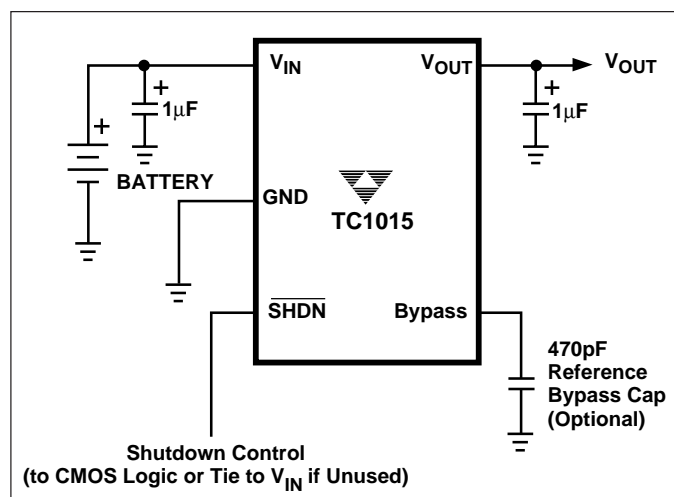 V_IN
V_OUT
V_OUT
+
1µF
+
1µF
+
BATTERY
GND
TC1015
SHDN
Bypass
470pF
Reference
Bypass Cap
(Optional)
Shutdown Control
(to CMOS Logic or Tie to V_IN if Unused)